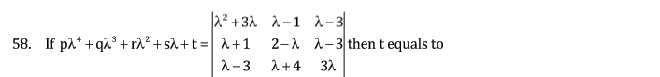 |λ² + 3λ  λ − 1  λ − 3|
58. If pλ⁴ + qλ³ + rλ² + sλ + t = |λ + 1  2 − λ  λ − 3| then t equals to
|λ − 3  λ + 4  3λ|